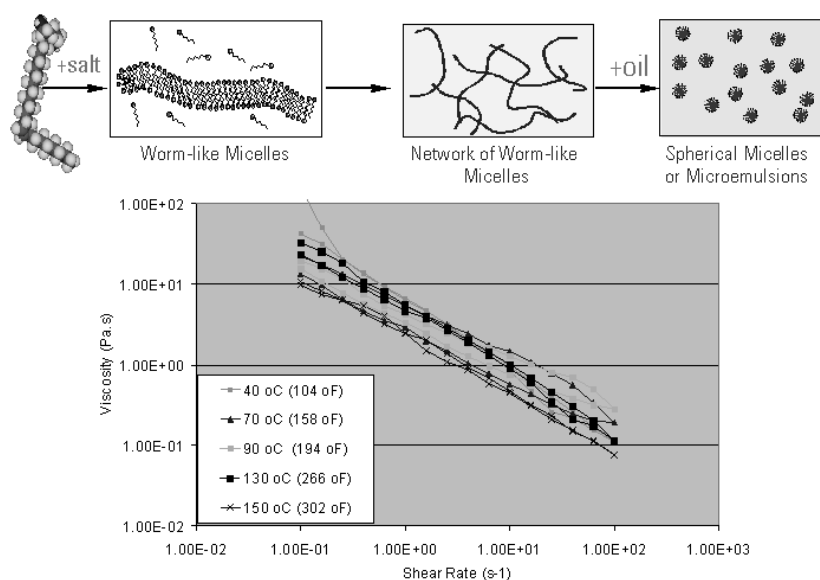 +salt
+oil
Worm-like Micelles
Network of Worm-like
Micelles
Spherical Micelles
or Microemulsions
1.00E+02
1.00E+01
1.00E+00
1.00E-01
1.00E-02
Viscosity (Pa.s)
40 oC (104 oF)
70 oC (158 oF)
90 oC (194 oF)
130 oC (266 oF)
150 oC (302 oF)
1.00E-02 1.00E-01 1.00E+00 1.00E+01 1.00E+02 1.00E+03
Shear Rate (s-1)